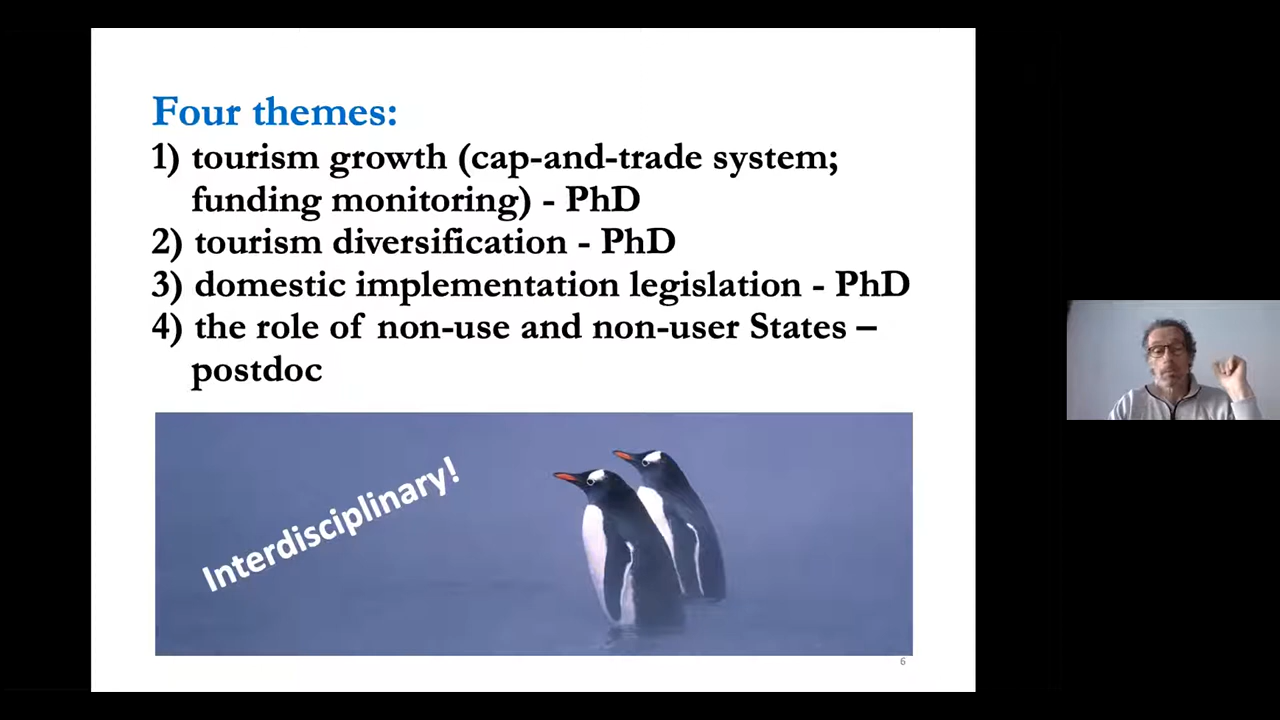 Four themes:
1) tourism growth (cap-and-trade system;
funding monitoring) - PhD
2) tourism diversification - PhD
3) domestic implementation legislation - PhD
4) the role of non-use and non-user States –
postdoc
Interdisciplinary!
6